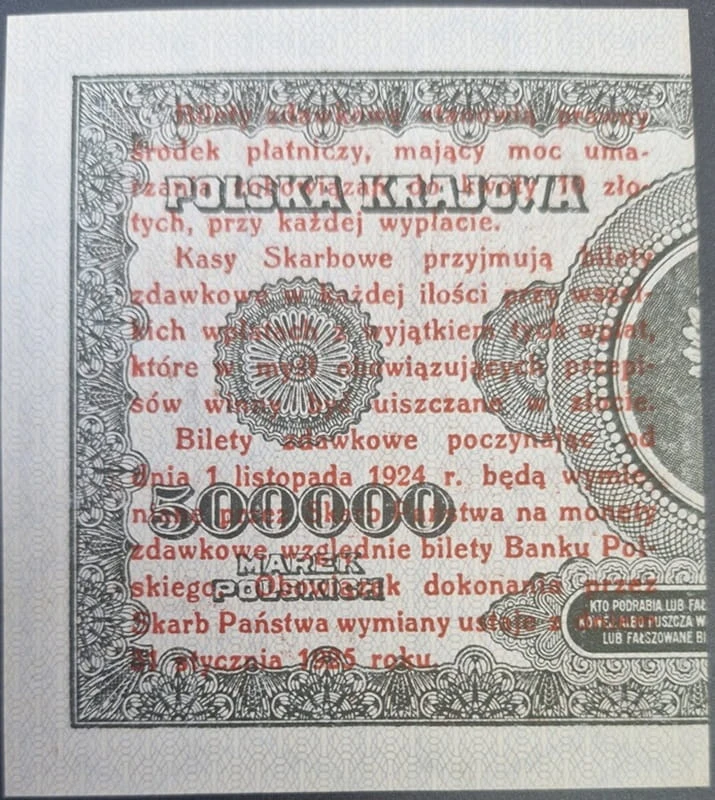 Bilety zdawkowe stanowią prawny
środek płatniczy, mający moc uma-
rzania zobowiązań do kwoty 10 zło-
POLSKA KRAJOWA
tych, przy każdej wypłacie.
Kasy Skarbowe przyjmują bilety
zdawkowe w każdej ilości przy wszel-
kich wpłatach z wyjątkiem tych wpłat,
które w myśl obowiązujących przepi-
sów winny być uiszczane w złocie.
Bilety zdawkowe poczynając od
dnia 1 listopada 1924 r. będą wymie-
500000
niane przez Skarb Państwa na monety
zdawkowe względnie bilety Banku Pol-
MAREK
skiego. Obowiązek dokonania przez
POLSKICH
Skarb Państwa wymiany ustaje z dniem
31 stycznia 1925 roku.
KTO PODRABIA LUB FAŁ
PUSZCZA W
LUB FAŁSZOWANE BI